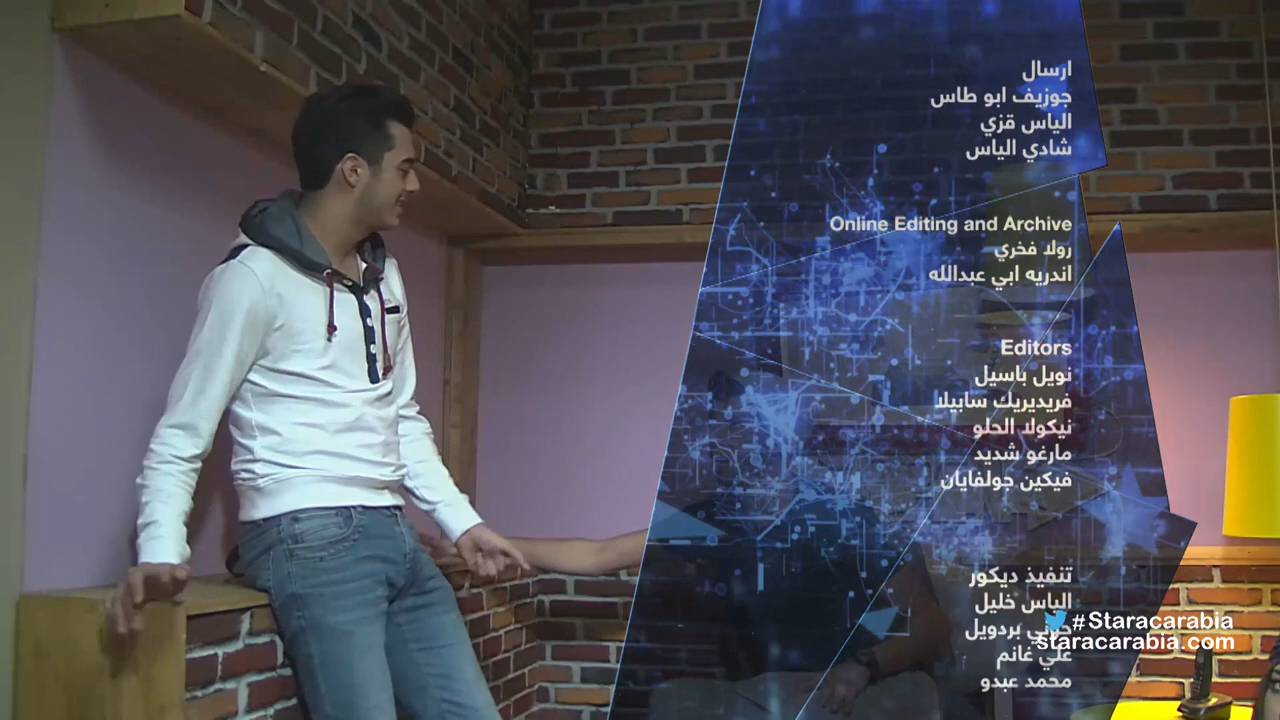 ارسال
جوزيف ابو طاس
الياس قزي
شادي الياس
Online Editing and Archive
رولا فخري
اندريه ابي عبدالله
Editors
نويل باسيل
فريديريك سابيلا
نيكولا الحلو
مارغو شديد
فيكين جولفايان
تنفيذ ديكور
الياس خليل
بردويل
#Staracarabia
علي غانم
staracarabia.com
محمد عبدو